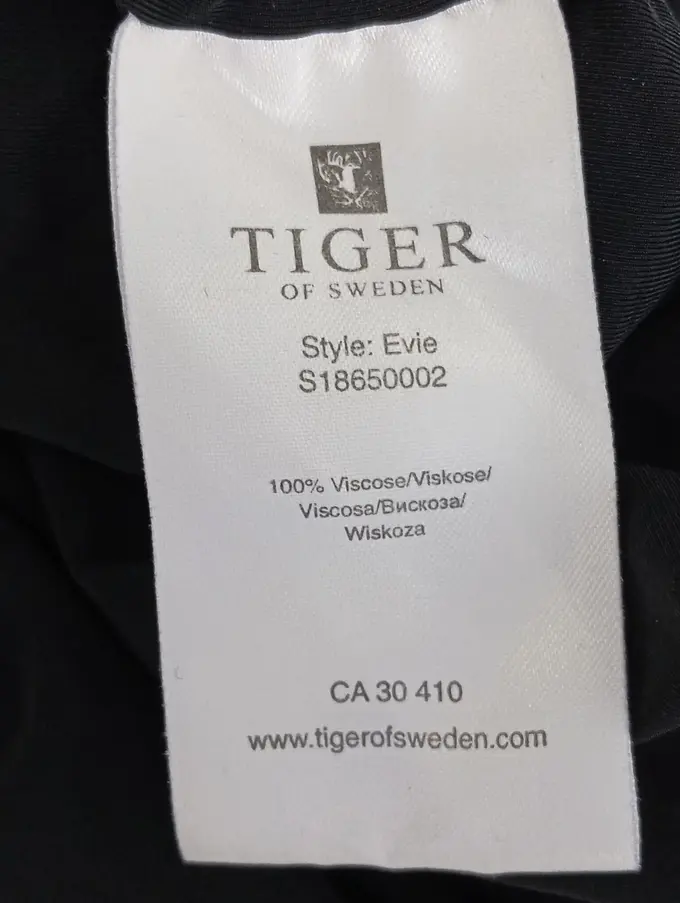 TIGER
OF SWEDEN
Style: Evie
S18650002
100% Viscose/Viskose/
Viscosa/Вискоза/
Wiskoza
CA 30 410
www.tigerofsweden.com